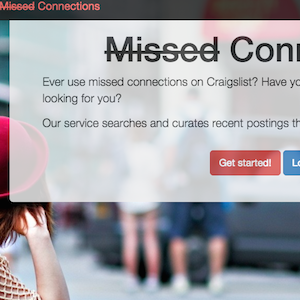 Missed Connections
Missed Conn
Ever use missed connections on Craigslist? Have yo
looking for you?
Our service searches and curates recent postings th
Get started!
Lo